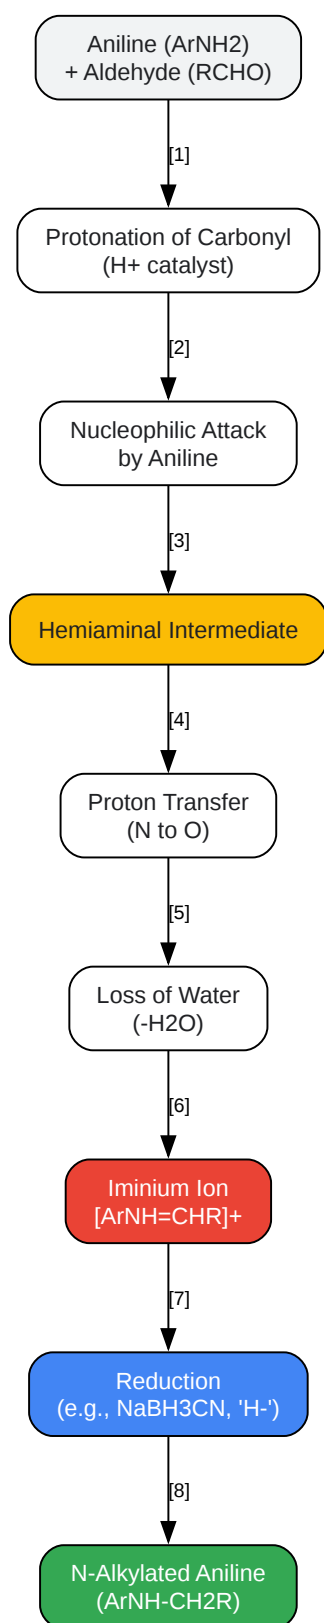 Aniline (ArNH2)
+ Aldehyde (RCHO)
[1]
Protonation of Carbonyl
(H+ catalyst)
[2]
Nucleophilic Attack
by Aniline
[3]
Hemiaminal Intermediate
[4]
Proton Transfer
(N to O)
[5]
Loss of Water
(-H2O)
[6]
Iminium Ion
[ArNH=CHR]+
[7]
Reduction
(e.g., NaBH3CN, 'H-')
[8]
N-Alkylated Aniline
(ArNH-CH2R)